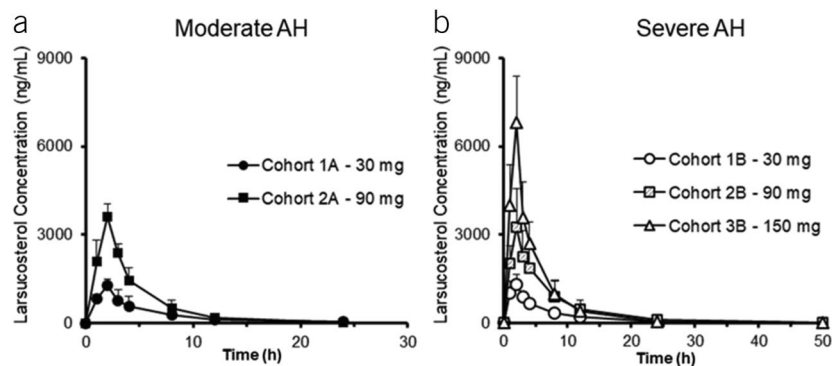 a
Moderate AH
Larsucosterol Concentration (ng/mL)
9000
6000
3000
0
Cohort 1A - 30 mg
Cohort 2A - 90 mg
0
10
20
30
Time (h)
b
Severe AH
Larsucosterol Concentration (ng/mL)
9000
6000
3000
0
Cohort 1B - 30 mg
Cohort 2B - 90 mg
Cohort 3B - 150 mg
0
10
20
30
40
50
Time (h)